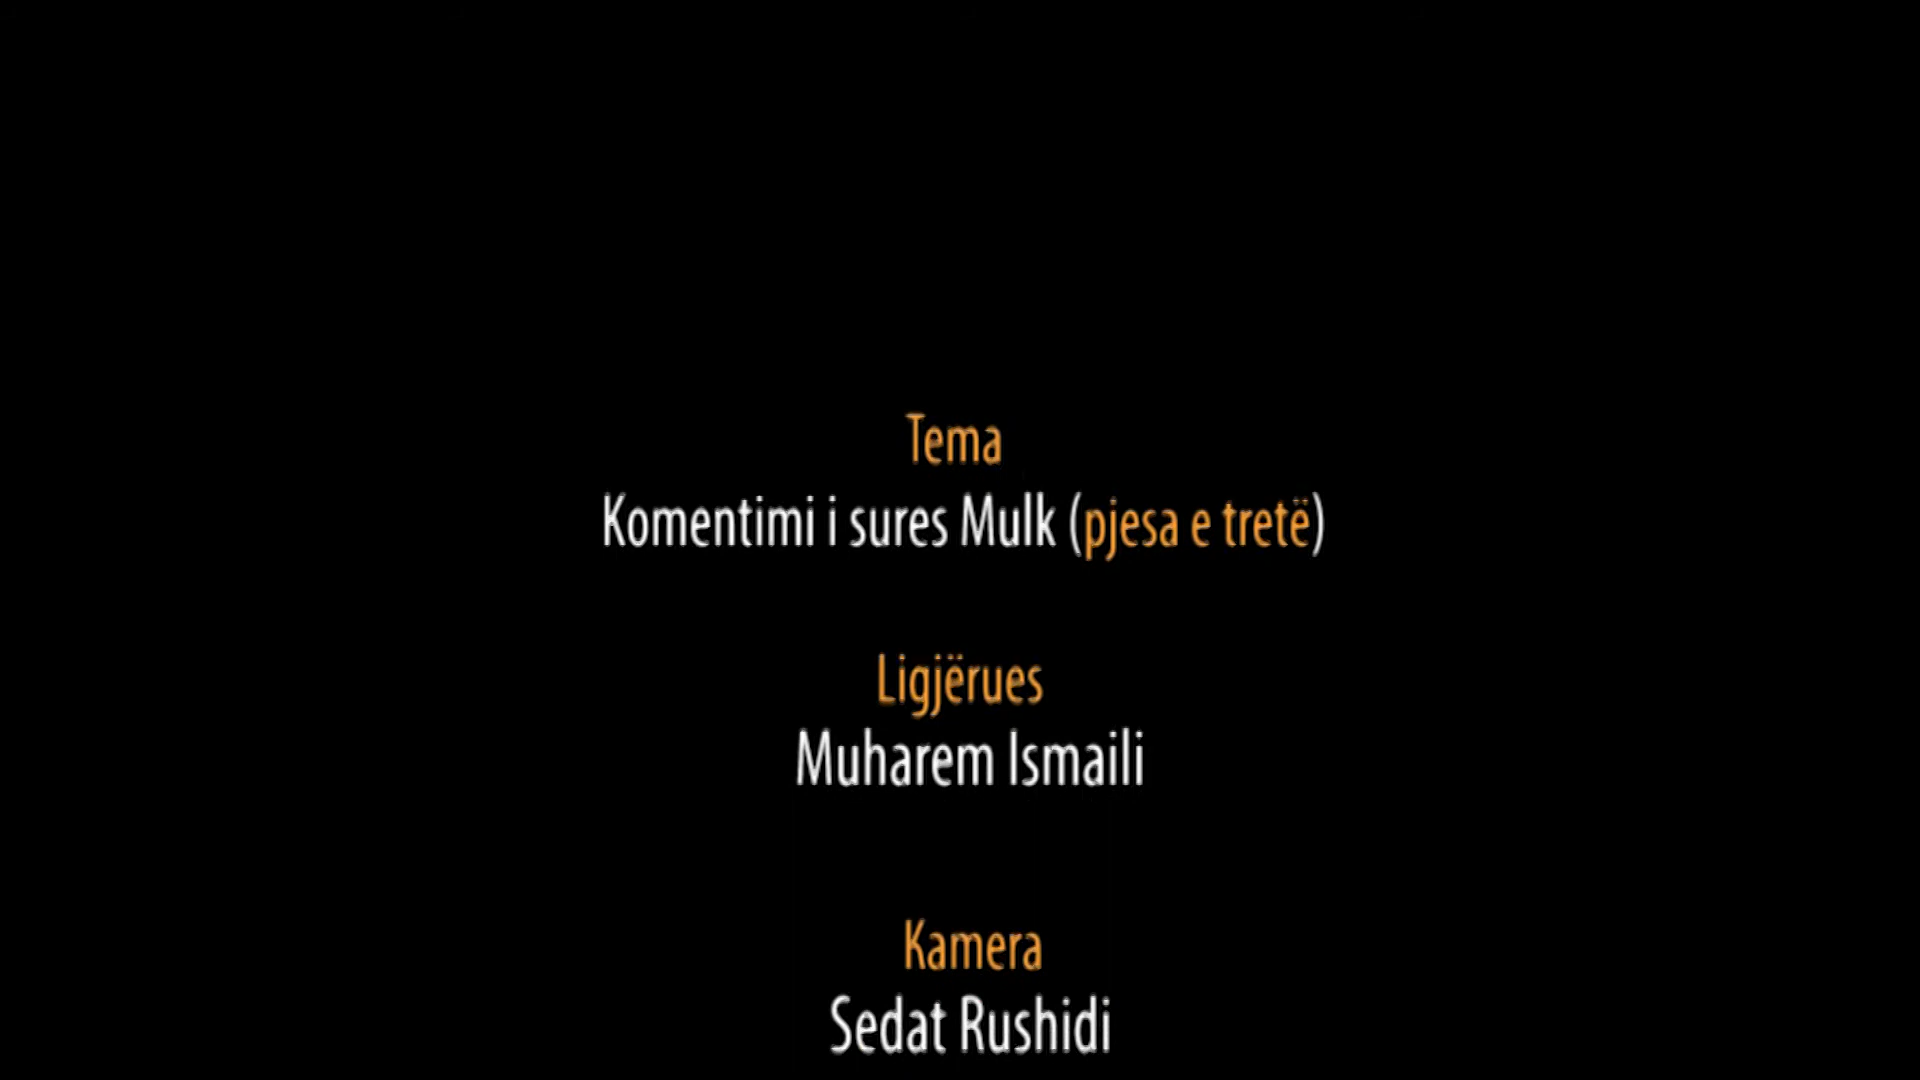 Tema
Komentimi i sures Mulk (pjesa e tretë)
Ligjërues
Muharem Ismaili
Kamera
Sedat Rushidi